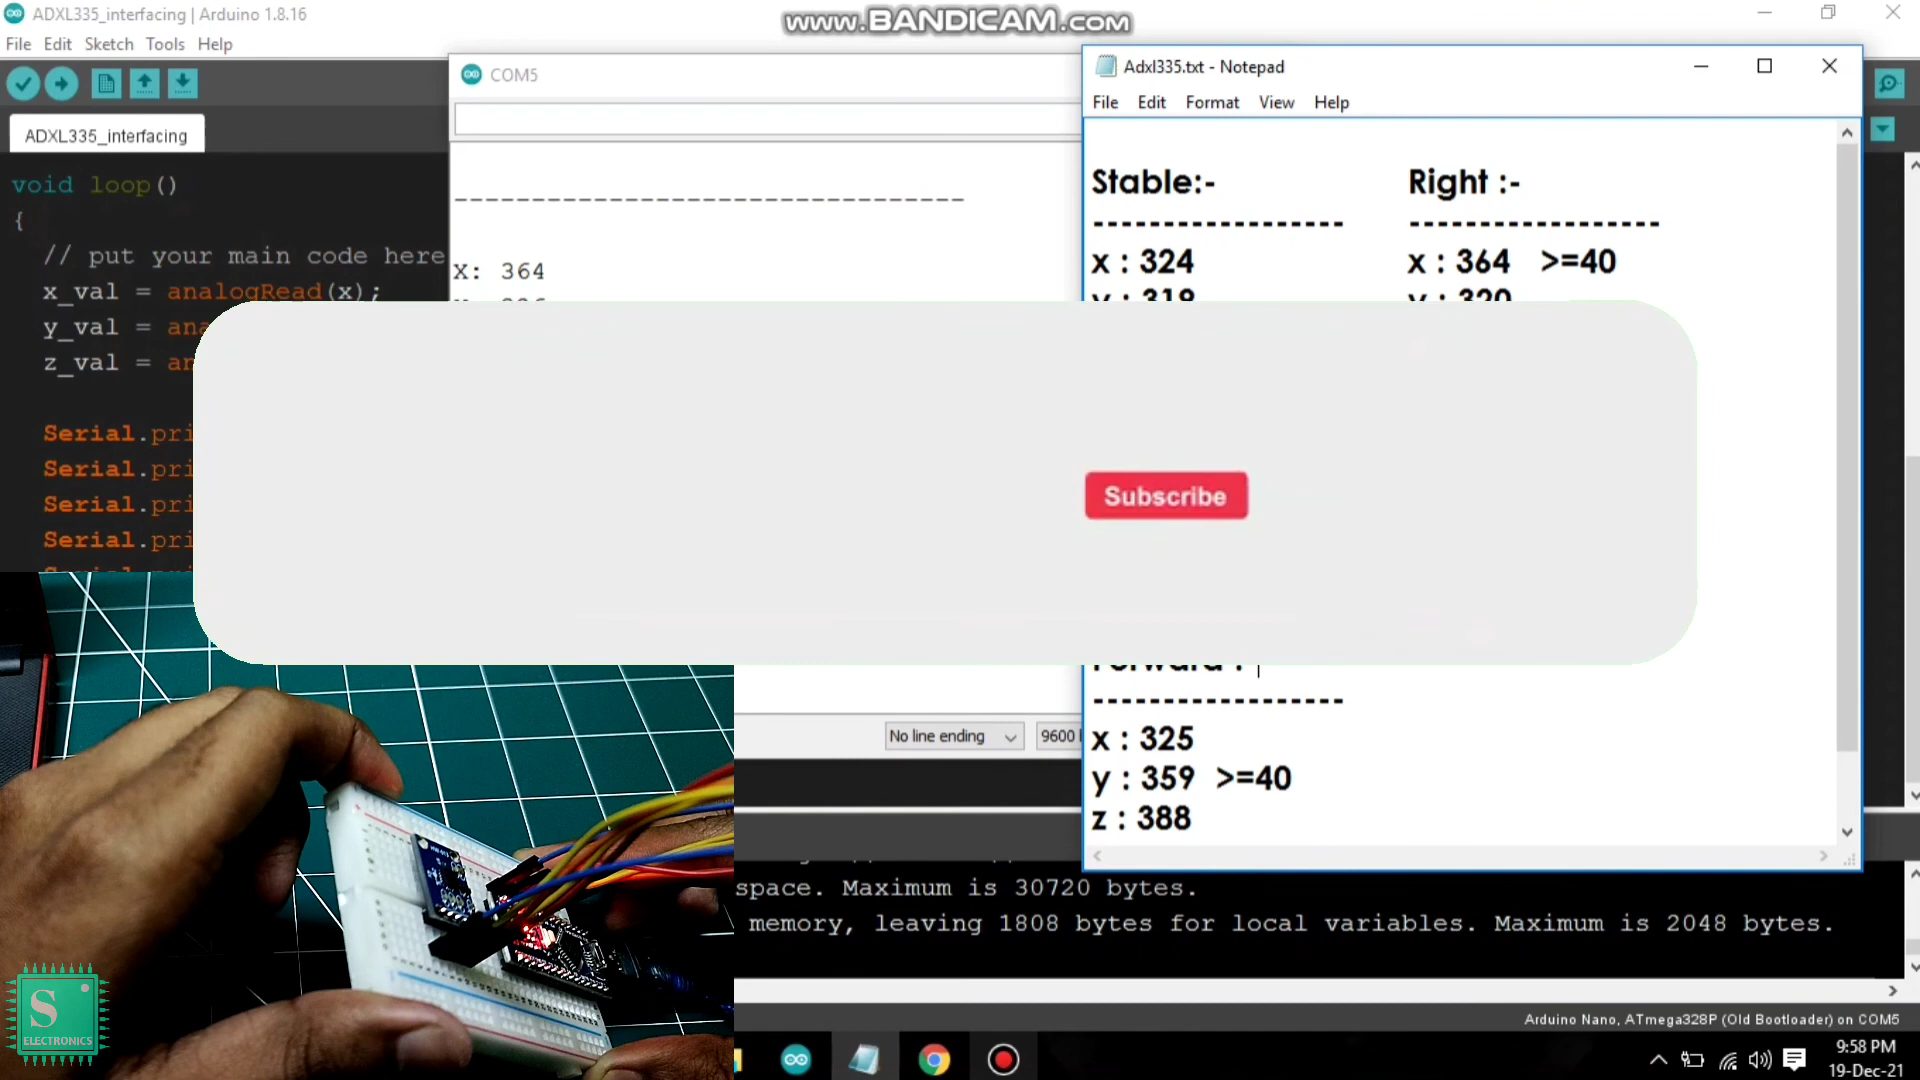 ADXL335_interfacing | Arduino 1.8.16
www.BANDICAM.com
File Edit Sketch Tools Help
COM5
Adxl335.txt - Notepad
File Edit Format View Help
ADXL335_interfacing
void loop()
{
// put your main code here
x_val = analogRead(x);
y_val = ana
z_val = an
Serial.pri
Serial.pri
Serial.pri
Serial.pri
---------------------------------
X: 364
Stable:-
------------------
x : 324
y : 319
Right :-
------------------
x : 364 >=40
y : 320
Subscribe
Forward :
------------------
x : 325
y : 359 >=40
z : 388
No line ending
9600
space. Maximum is 30720 bytes.
memory, leaving 1808 bytes for local variables. Maximum is 2048 bytes.
Arduino Nano, ATmega328P (Old Bootloader) on COM5
S
ELECTRONICS
9:58 PM
19-Dec-21